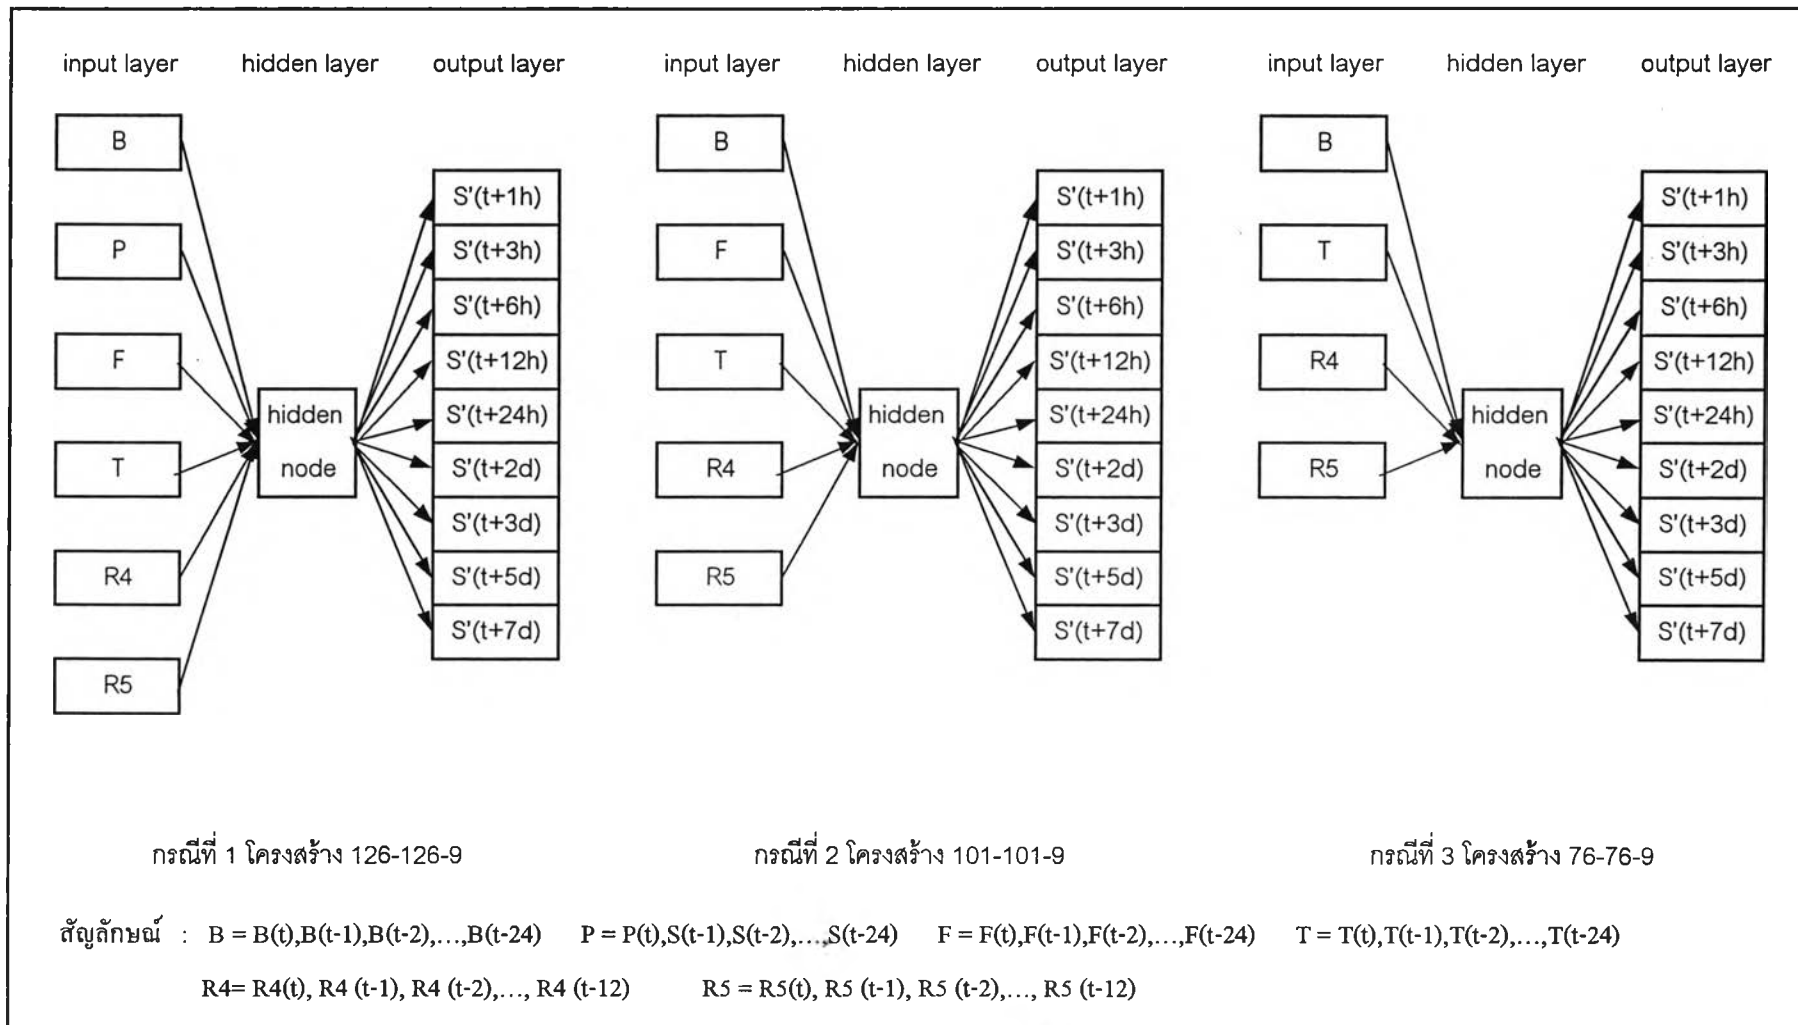 input layer hidden layer output layer input layer hidden layer output layer input layer hidden layer output layer
B
P
F
T
R4
R5
hidden
node
S'(t+1h)
S'(t+3h)
S'(t+6h)
S'(t+12h)
S'(t+24h)
S'(t+2d)
S'(t+3d)
S'(t+5d)
S'(t+7d)
B
F
T
R4
R5
hidden
node
S'(t+1h)
S'(t+3h)
S'(t+6h)
S'(t+12h)
S'(t+24h)
S'(t+2d)
S'(t+3d)
S'(t+5d)
S'(t+7d)
B
T
R4
R5
hidden
node
S'(t+1h)
S'(t+3h)
S'(t+6h)
S'(t+12h)
S'(t+24h)
S'(t+2d)
S'(t+3d)
S'(t+5d)
S'(t+7d)
กรณีที่ 1 โครงสร้าง 126-126-9 กรณีที่ 2 โครงสร้าง 101-101-9 กรณีที่ 3 โครงสร้าง 76-76-9
สัญลักษณ์ : B = B(t),B(t-1),B(t-2),...,B(t-24) P = P(t),S(t-1),S(t-2),...,S(t-24) F = F(t),F(t-1),F(t-2),...,F(t-24) T = T(t),T(t-1),T(t-2),...,T(t-24)
R4= R4(t), R4 (t-1), R4 (t-2),..., R4 (t-12) R5 = R5(t), R5 (t-1), R5 (t-2),..., R5 (t-12)